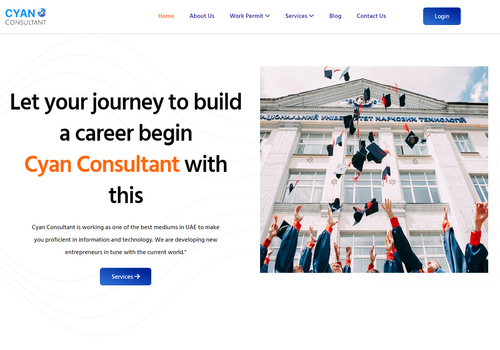 CYAN
CONSULTANT
Home
About Us
Work Permit
Services
Blog
Contact Us
Login
Let your journey to build
a career begin
Cyan Consultant with
this
Cyan Consultant is working as one of the best mediums in UAE to make
you proficient in information and technology. We are developing new
entrepreneurs in tune with the current world."
Services
УНІВЕРСИТЕТ ХАРЧОВИХ ТЕХНОЛОГІЙ